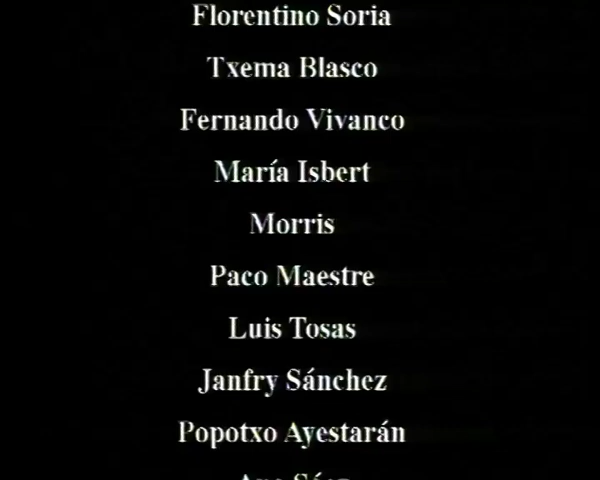 Florentino Soria
Txema Blasco
Fernando Vivanco
María Isbert
Morris
Paco Maestre
Luis Tosas
Janfry Sánchez
Popotxo Ayestarán